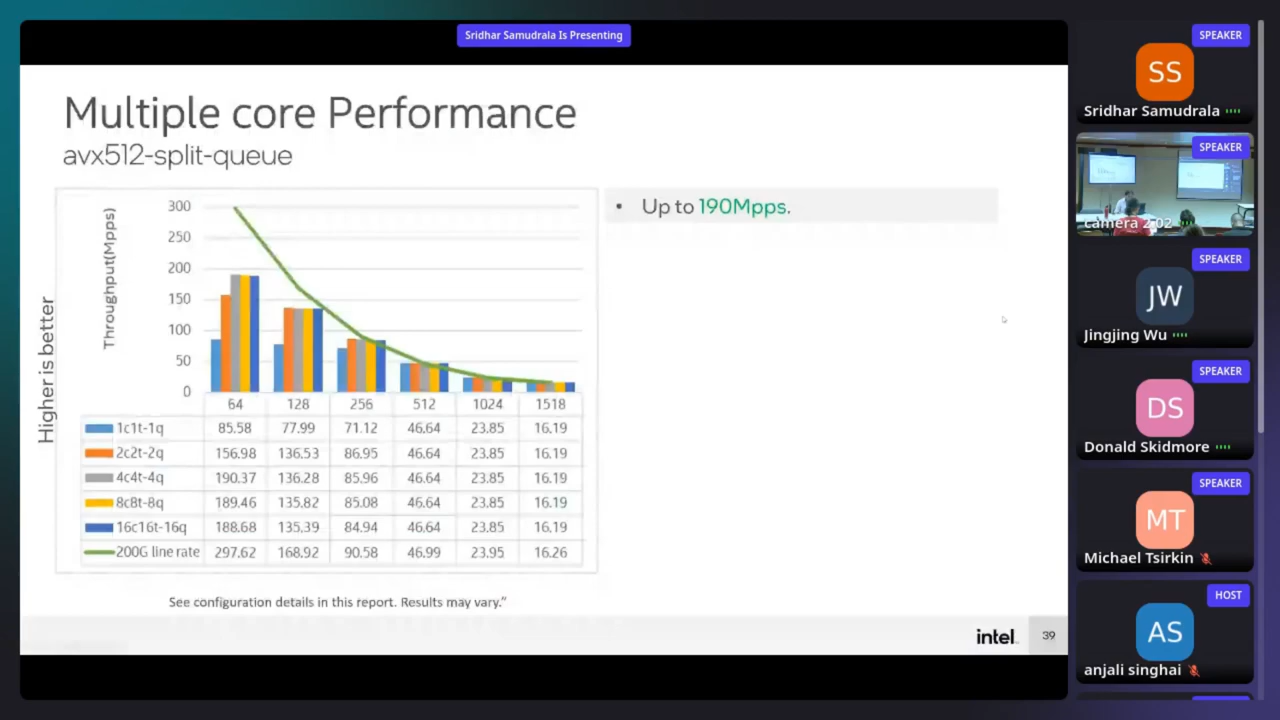 Sridhar Samudrala Is Presenting
Multiple core Performance
avx512-split-queue
Higher is better
Throughput(Mpps)
300
250
200
150
100
50
0
64 128 256 512 1024 1518
1c1t-1q 85.58 77.99 71.12 46.64 23.85 16.19
2c2t-2q 156.98 136.53 86.95 46.64 23.85 16.19
4c4t-4q 190.37 136.28 85.96 46.64 23.85 16.19
8c8t-8q 189.46 135.82 85.08 46.64 23.85 16.19
16c16t-16q 188.68 135.39 84.94 46.64 23.85 16.19
200G line rate 297.62 168.92 90.58 46.99 23.95 16.26
See configuration details in this report. Results may vary.”
• Up to 190Mpps.
intel.
39
SPEAKER
SS
Sridhar Samudrala
SPEAKER
camera 2.02
SPEAKER
JW
Jingjing Wu
SPEAKER
DS
Donald Skidmore
SPEAKER
MT
Michael Tsirkin
HOST
AS
anjali singhai